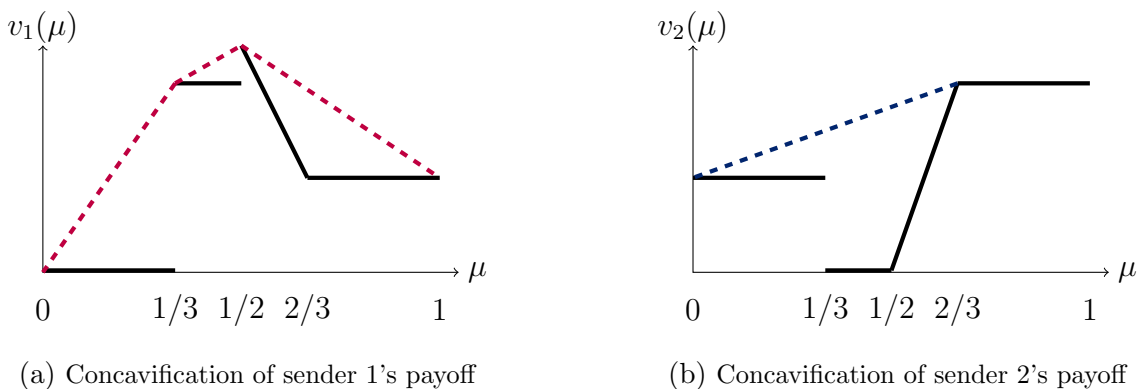 v₁(μ)
μ
0 1/3 1/2 2/3 1
(a) Concavification of sender 1's payoff
v₂(μ)
μ
0 1/3 1/2 2/3 1
(b) Concavification of sender 2's payoff